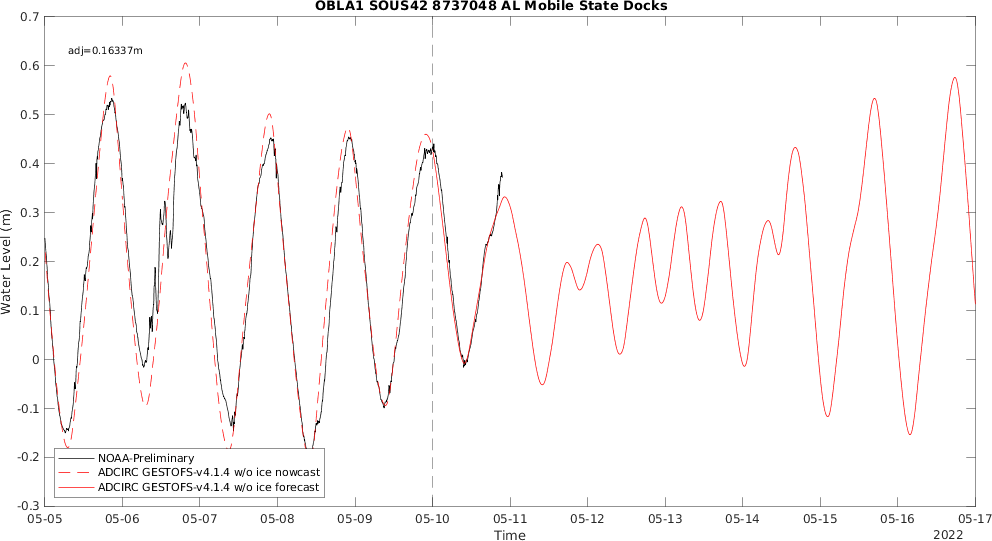 OBLA1 SOUS42 8737048 AL Mobile State Docks
adj=0.16337m
0.7
0.6
0.5
0.4
0.3
0.2
0.1
0
-0.1
-0.2
-0.3
Water Level (m)
NOAA-Preliminary
ADCIRC GESTOFS-v4.1.4 w/o ice nowcast
ADCIRC GESTOFS-v4.1.4 w/o ice forecast
05-05 05-06 05-07 05-08 05-09 05-10 05-11 05-12 05-13 05-14 05-15 05-16 05-17
Time
2022